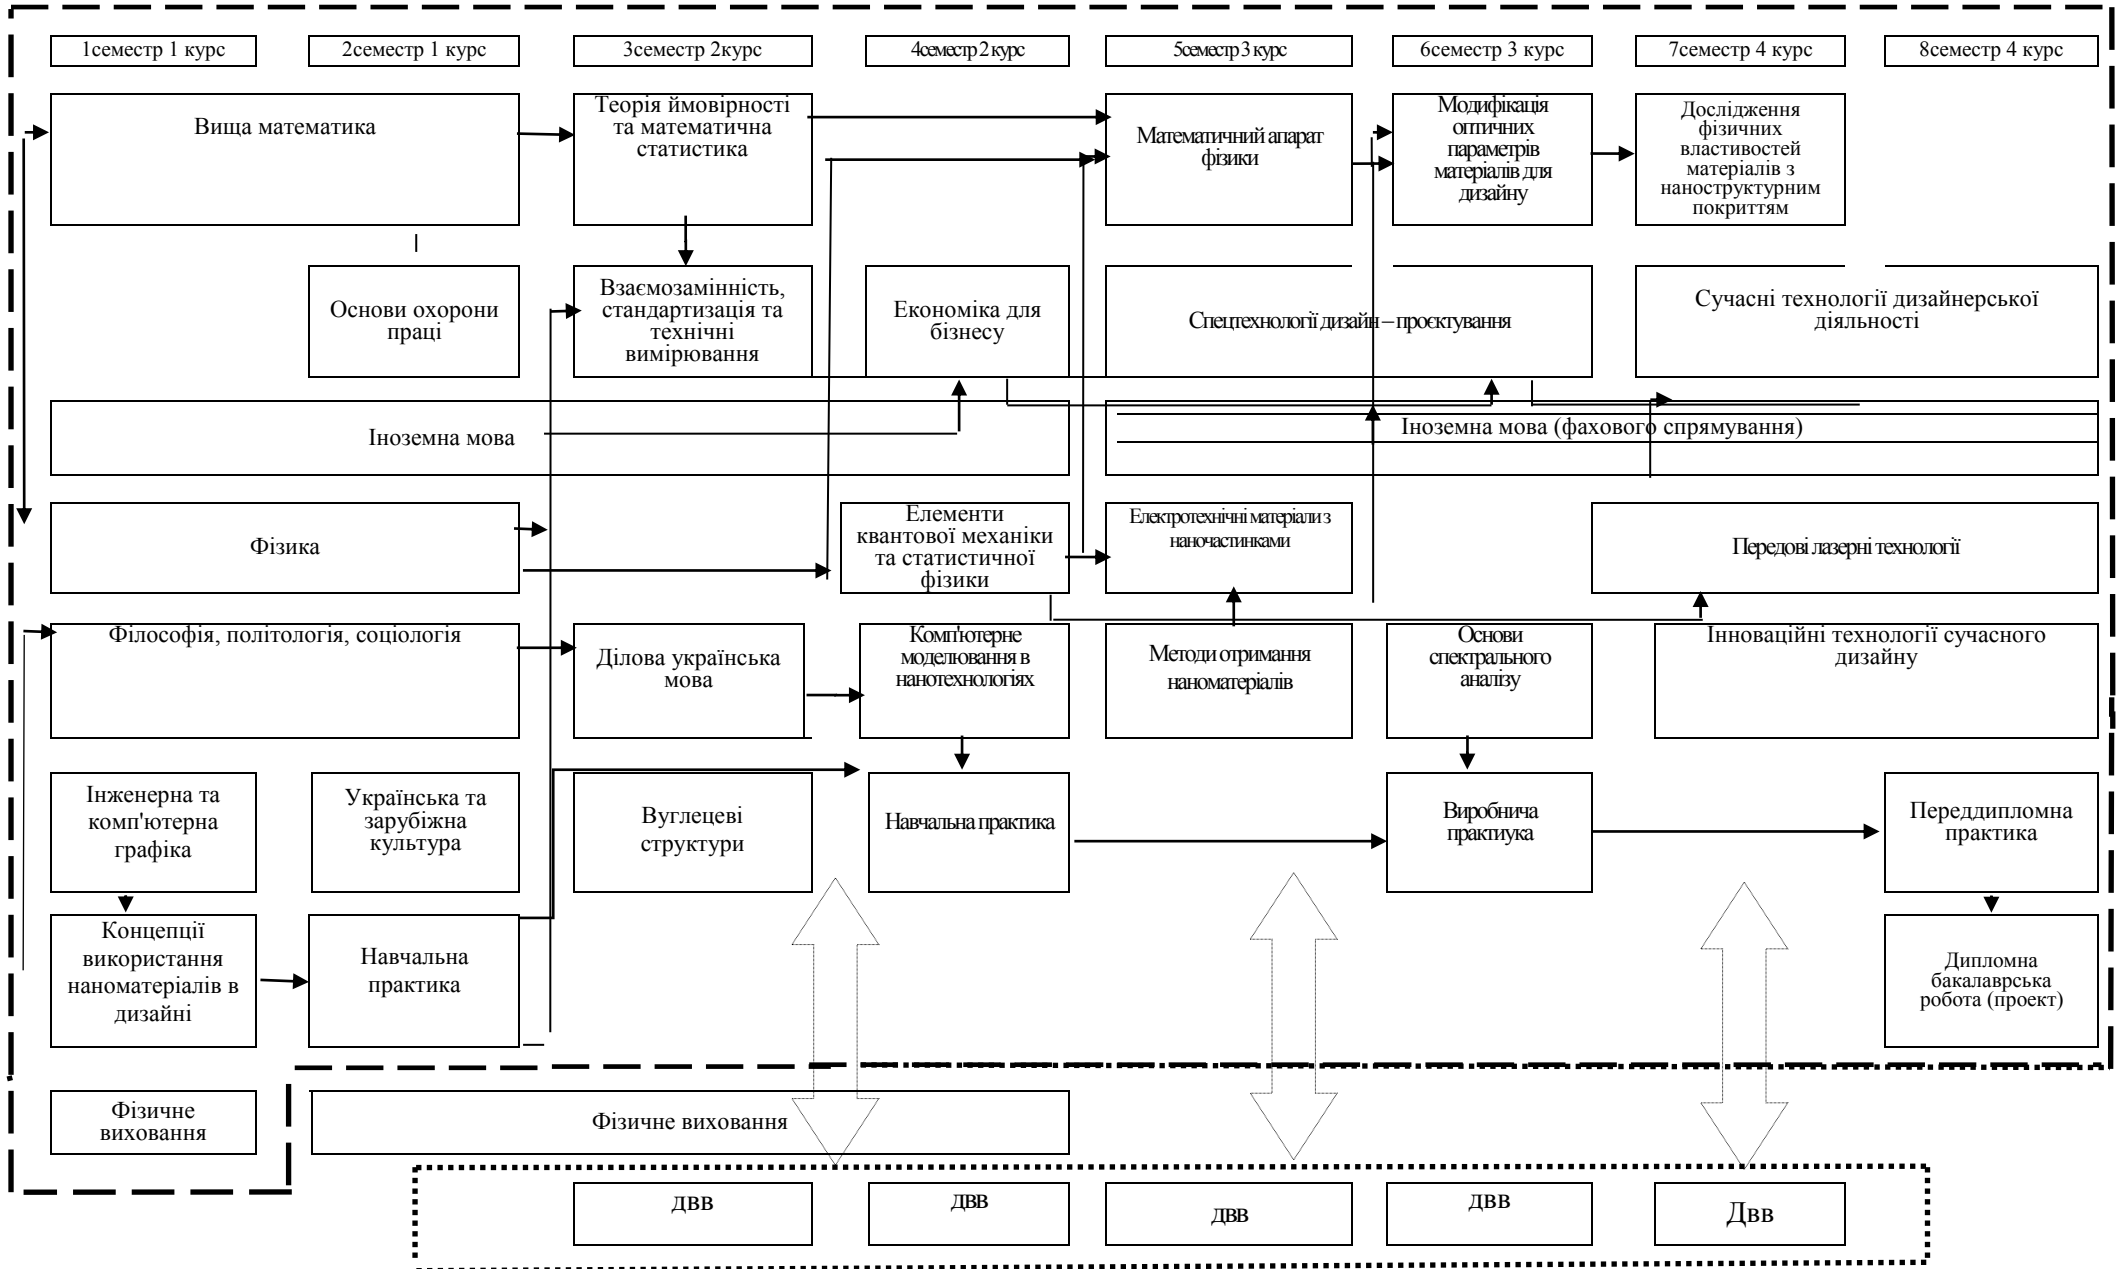 1семестр 1 курс
2семестр 1 курс
3семестр 2курс
4семестр 2 курс
5семестр 3 курс
6семестр 3 курс
7семестр 4 курс
8семестр 4 курс
Вища математика
Теорія ймовірності
та математична
статистика
Математичний апарат
фізики
Модифікація
оптичних
параметрів
матеріалів для
дизайну
Дослідження
фізичних
властивостей
матеріалів з
наноструктурним
покриттям
Основи охорони
праці
Взаємозамінність,
стандартизація та
технічні
вимірювання
Економіка для
бізнесу
Спецтехнології дизайн – проєктування
Сучасні технології дизайнерської
діяльності
Іноземна мова
Іноземна мова (фахового спрямування)
Фізика
Елементи
квантової механіки
та статистичної
фізики
Електротехнічні матеріали з
наночастинками
Передові лазерні технології
Філософія, політологія, соціологія
Ділова українська
мова
Комп'ютерне
моделювання в
нанотехнологіях
Методи отримання
наноматеріалів
Основи
спектрального
аналізу
Інноваційні технології сучасного
дизайну
Інженерна та
комп'ютерна
графіка
Українська та
зарубіжна
культура
Вуглецеві
структури
Навчальна практика
Виробнича
практиука
Переддипломна
практика
Концепції
використання
наноматеріалів в
дизайні
Навчальна
практика
Дипломна
бакалаврська
робота (проект)
Фізичне
виховання
Фізичне виховання
двв
двв
двв
двв
Двв